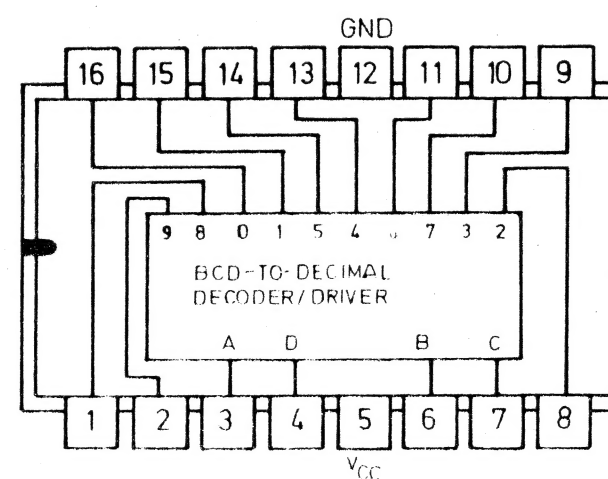 GND
16 15 14 13 12 11 10 9
9 8 0 1 5 4 6 7 3 2
BCD-TO-DECIMAL
DECODER/DRIVER
A D B C
1 2 3 4 5 6 7 8
VCC